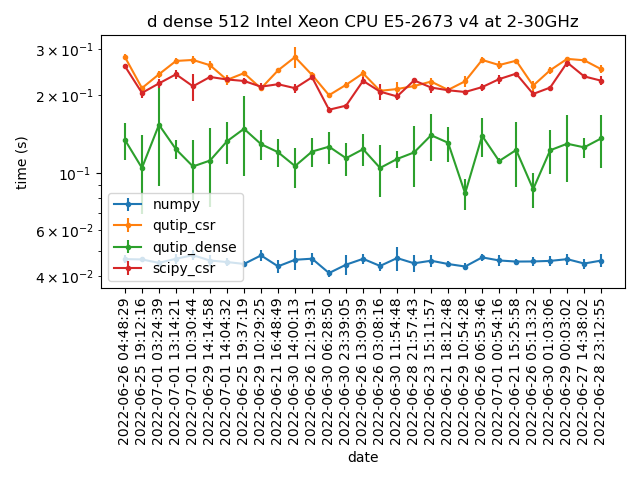 d dense 512 Intel Xeon CPU E5-2673 v4 at 2-30GHz
time (s)
3 × 10⁻¹
2 × 10⁻¹
10⁻¹
6 × 10⁻²
4 × 10⁻²
numpy
qutip_csr
qutip_dense
scipy_csr
2022-06-26 04:48:29
2022-06-25 19:12:16
2022-07-01 03:24:39
2022-07-01 13:14:21
2022-07-01 10:30:44
2022-06-29 14:14:58
2022-07-01 14:04:32
2022-06-25 19:37:19
2022-06-29 10:29:25
2022-06-21 16:48:49
2022-06-30 14:00:13
2022-06-26 12:19:31
2022-06-30 06:28:50
2022-06-30 23:39:05
2022-06-26 13:09:39
2022-06-26 03:08:16
2022-06-30 11:54:48
2022-06-28 21:57:43
2022-06-23 15:11:57
2022-06-21 18:12:48
2022-06-29 10:54:28
2022-06-26 06:53:46
2022-07-01 00:54:16
2022-06-21 15:25:58
2022-06-26 05:13:32
2022-06-30 01:03:06
2022-06-29 00:03:02
2022-06-27 14:38:02
2022-06-28 23:12:55
date